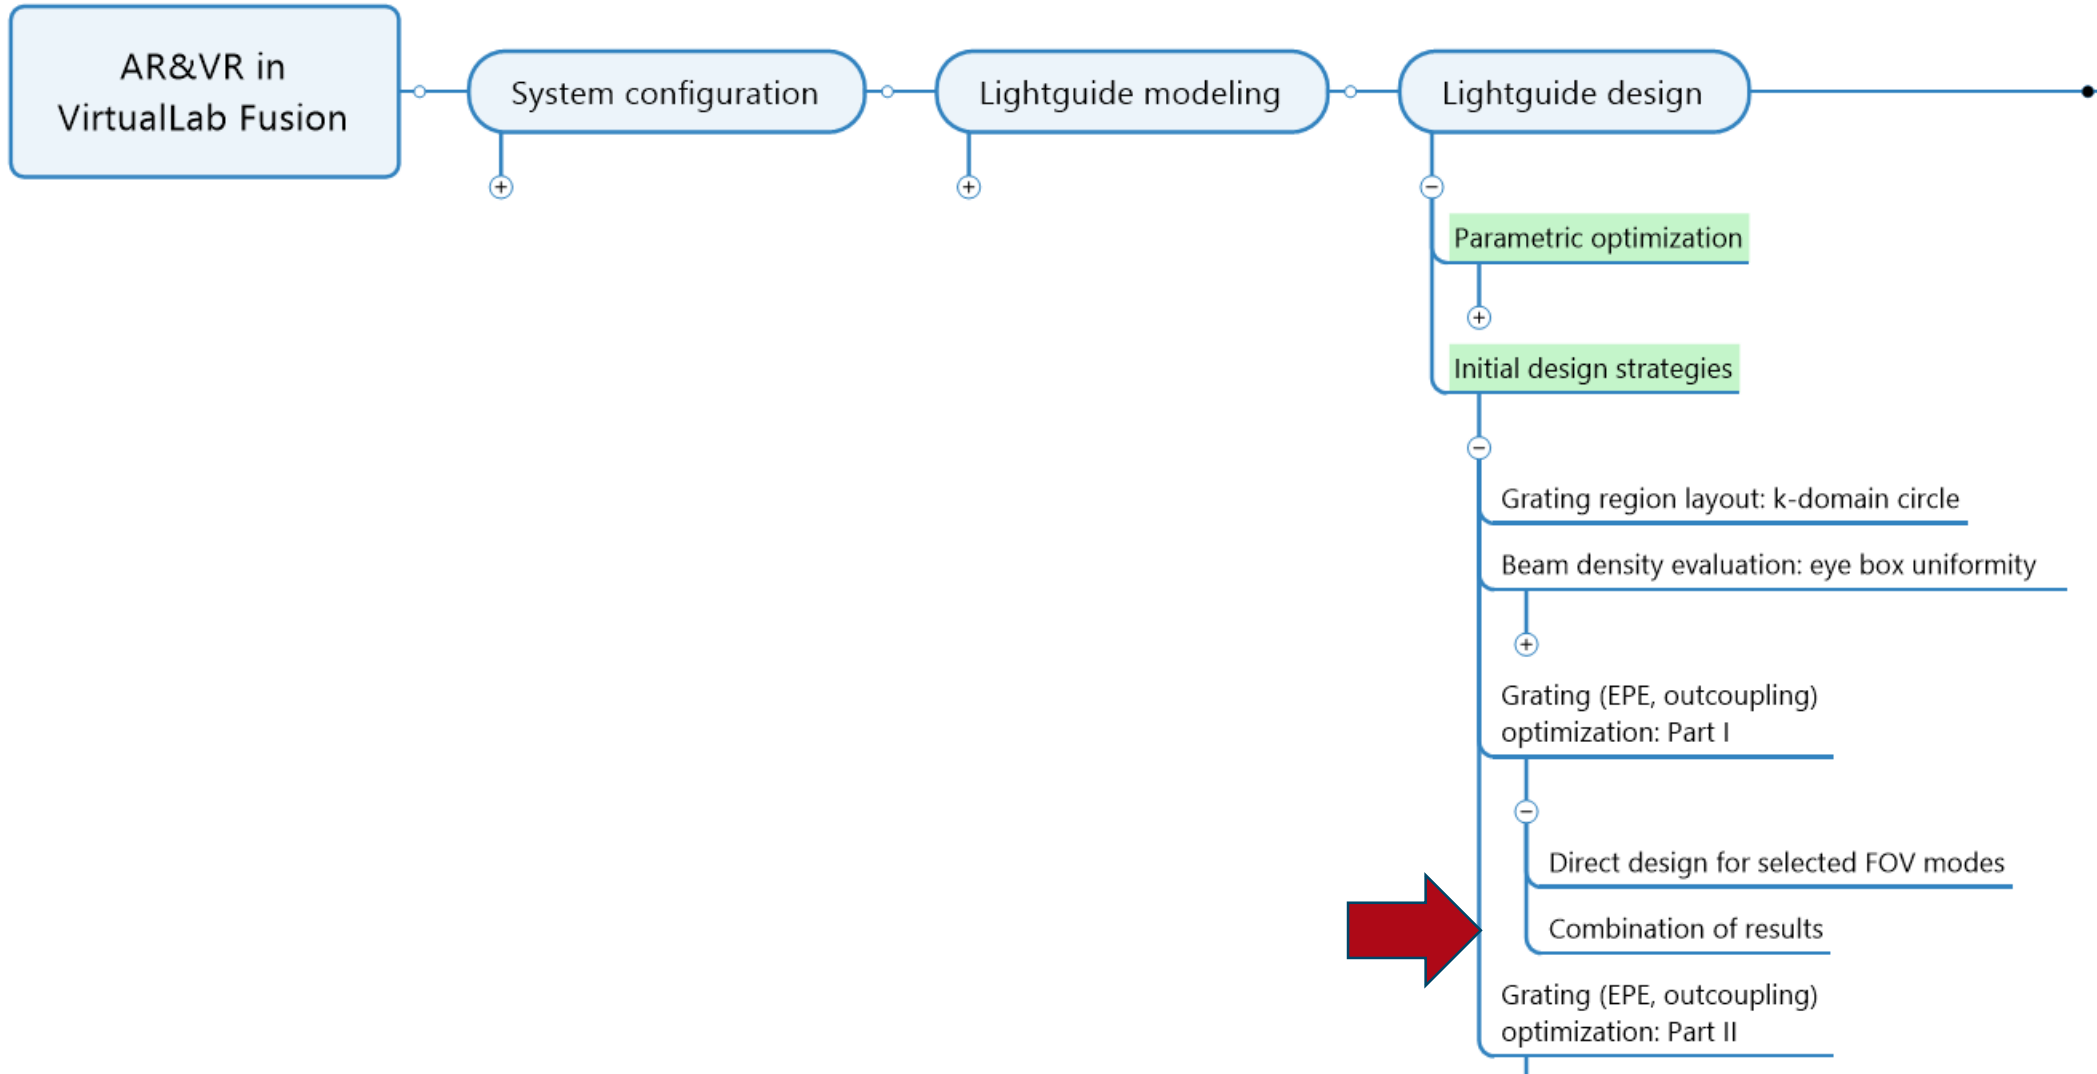 AR&VR in
VirtualLab Fusion
System configuration
Lightguide modeling
Lightguide design
Parametric optimization
Initial design strategies
Grating region layout: k-domain circle
Beam density evaluation: eye box uniformity
Grating (EPE, outcoupling)
optimization: Part I
Direct design for selected FOV modes
Combination of results
Grating (EPE, outcoupling)
optimization: Part II